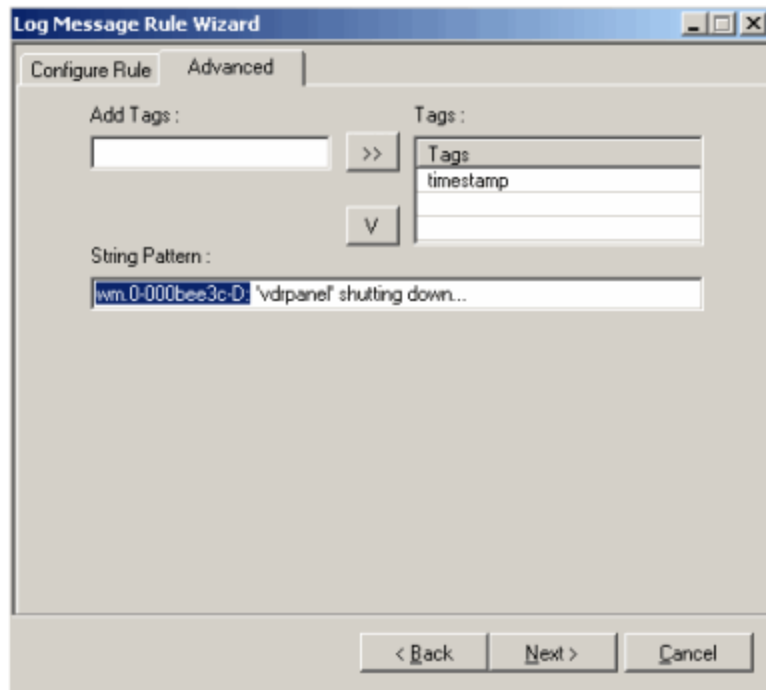 Log Message Rule Wizard
Configure Rule Advanced
Add Tags : Tags :
>> Tags
timestamp
V
String Pattern :
wm.0-000bee3c-D: 'vdrpanel' shutting down...
< Back Next > Cancel